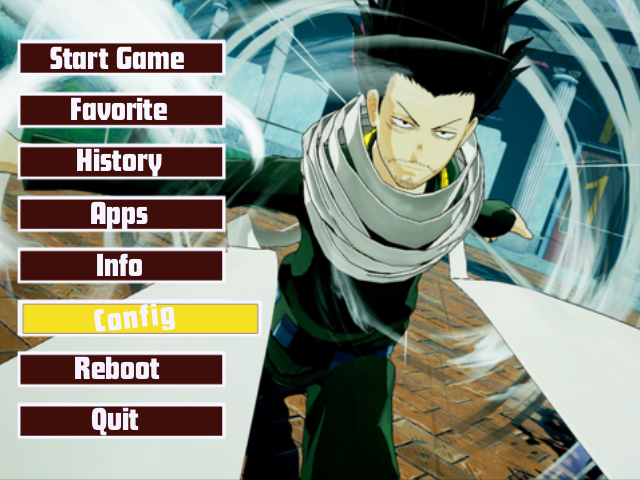 Start Game
Favorite
History
Apps
Info
Config
Reboot
Quit